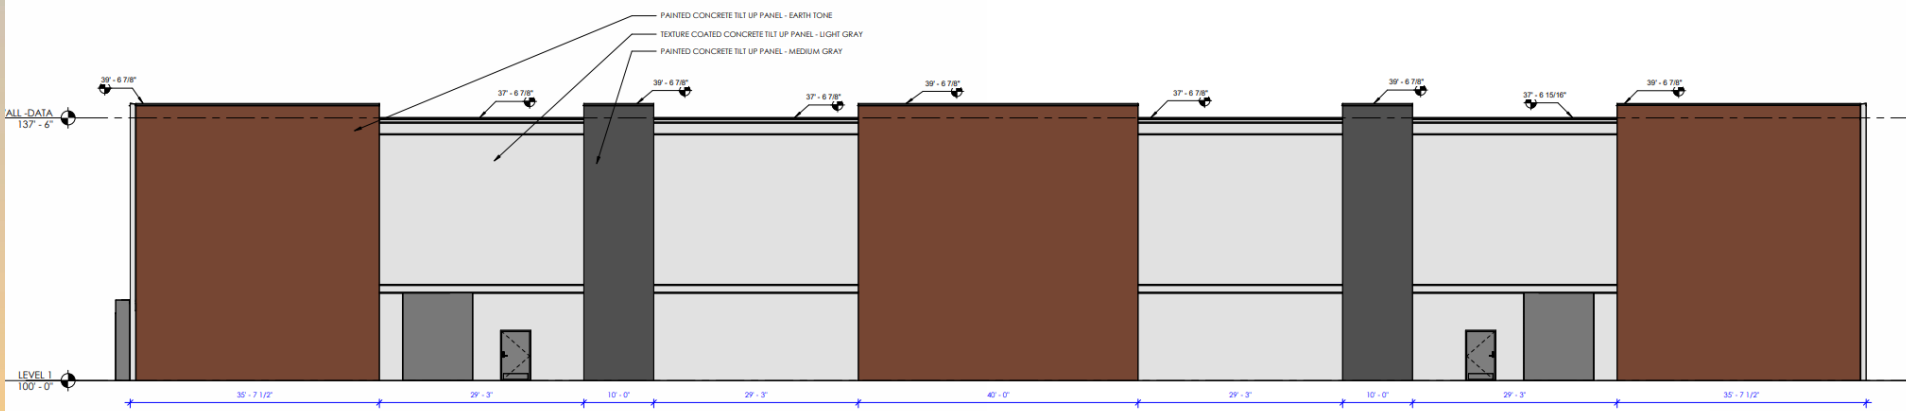 PAINTED CONCRETE TILT UP PANEL - EARTH TONE
TEXTURE COATED CONCRETE TILT UP PANEL - LIGHT GRAY
PAINTED CONCRETE TILT UP PANEL - MEDIUM GRAY
39' - 6 7/8"
37' - 6 7/8"
39' - 6 7/8"
37' - 6 7/8"
39' - 6 7/8"
37' - 6 7/8"
39' - 6 7/8"
37' - 6 15/16"
39' - 6 7/8"
ALL -DATA
137' - 6"
LEVEL 1
100' - 0"
35' - 7 1/2"
29' - 3"
10' - 0"
29' - 3"
40' - 0"
29' - 3"
10' - 0"
29' - 3"
35' - 7 1/2"